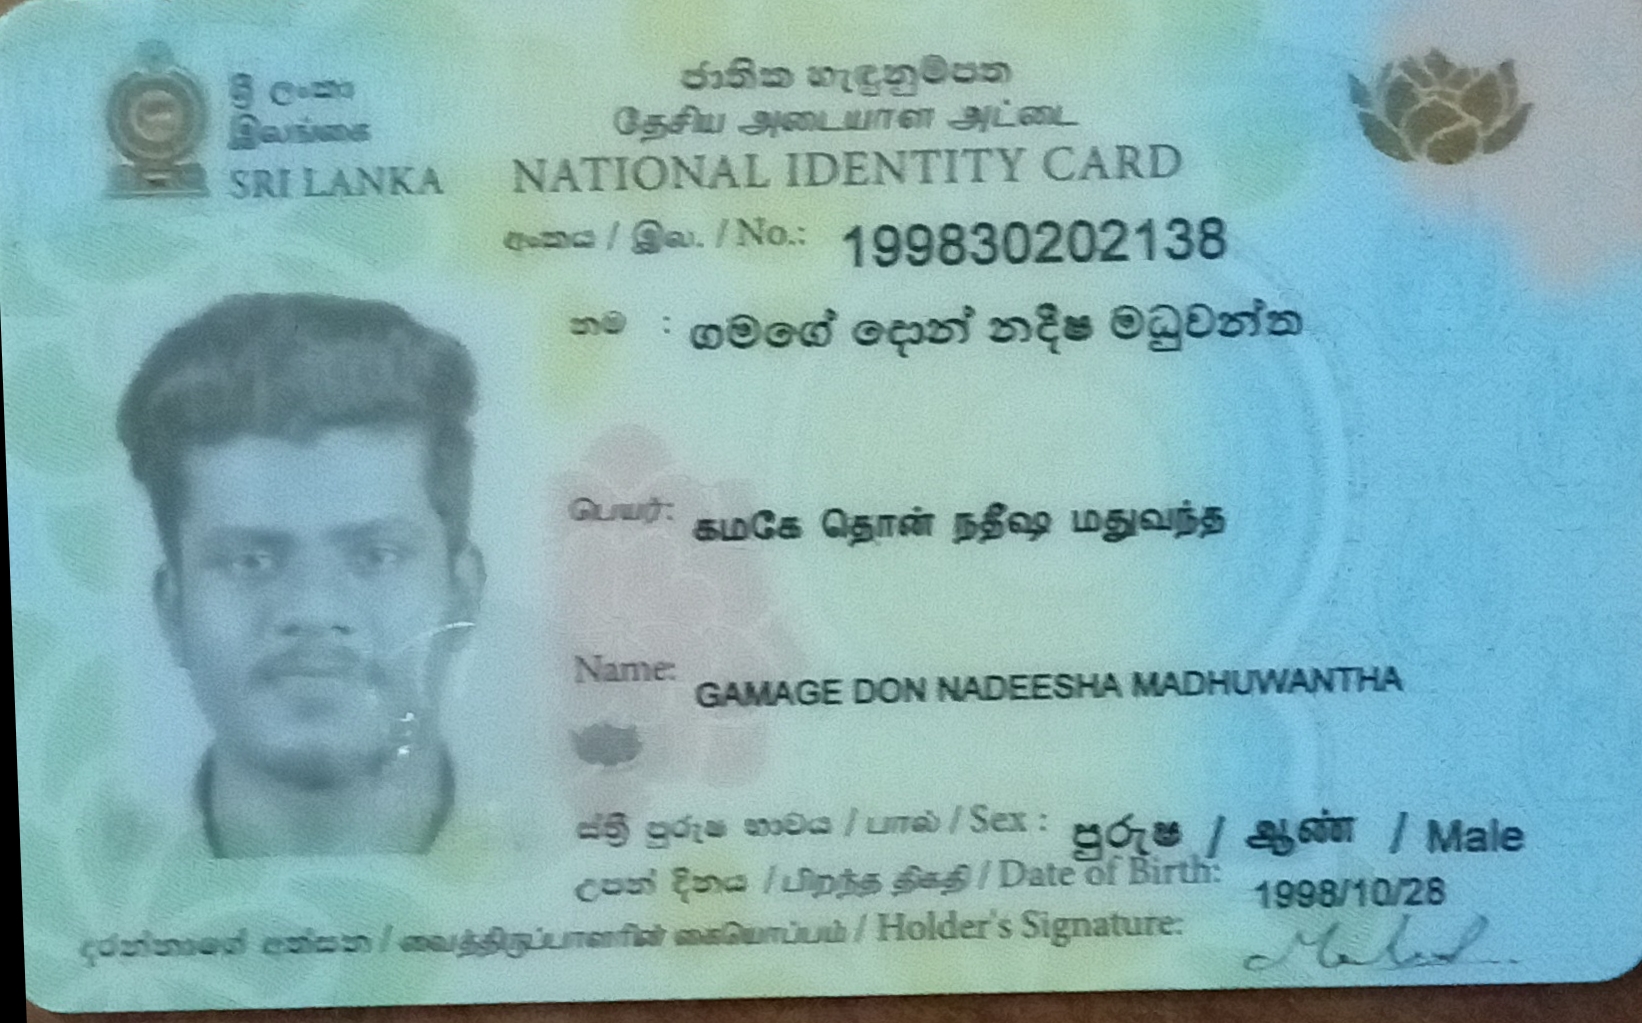 ශ්‍රී ලංකා
இலங்கை
SRI LANKA
ජාතික හැඳුනුම්පත
தேசிய அடையாள அட்டை
NATIONAL IDENTITY CARD
අංකය / இல. / No.: 199830202138
නම : ගමගේ දොන් නදීෂ මධුවන්ත
பெயர்: கமகே தொன் நதீஷ மதுவந்த
Name: GAMAGE DON NADEESHA MADHUWANTHA
ස්ත්‍රී පුරුෂ භාවය / பால் / Sex : පුරුෂ / ஆண் / Male
උපන් දිනය / பிறந்த திகதி / Date of Birth: 1998/10/28
දරන්නාගේ අත්සන / வைத்திருப்பாளரின் கையொப்பம் / Holder's Signature: